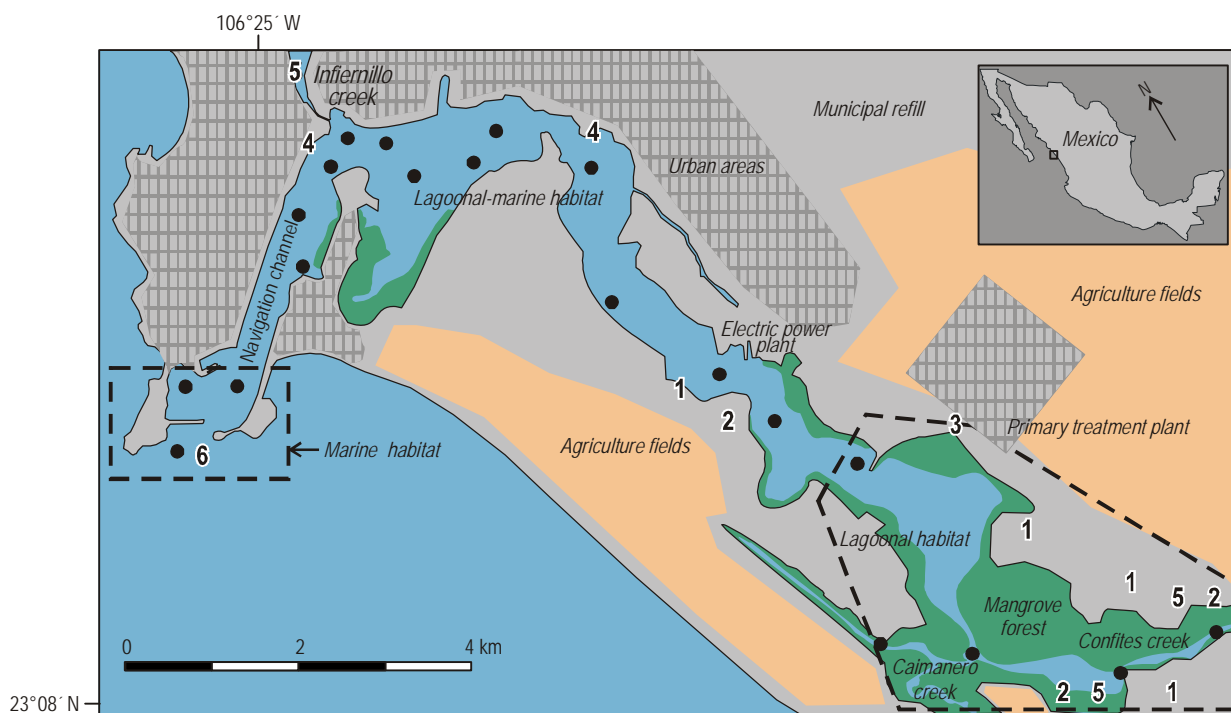 106°25´ W
5
Infiernillo
creek
4
4
Municipal refill
N
Mexico
Urban areas
Lagoonal-marine habitat
Navigation channel
Agriculture fields
Electric power
plant
1
2
3
Primary treatment plant
Agriculture fields
6
Marine habitat
Lagoonal habitat
1
1
5
2
Mangrove
forest
Confites creek
0 2 4 km
Caimanero
creek
2
5
1
23°08´ N